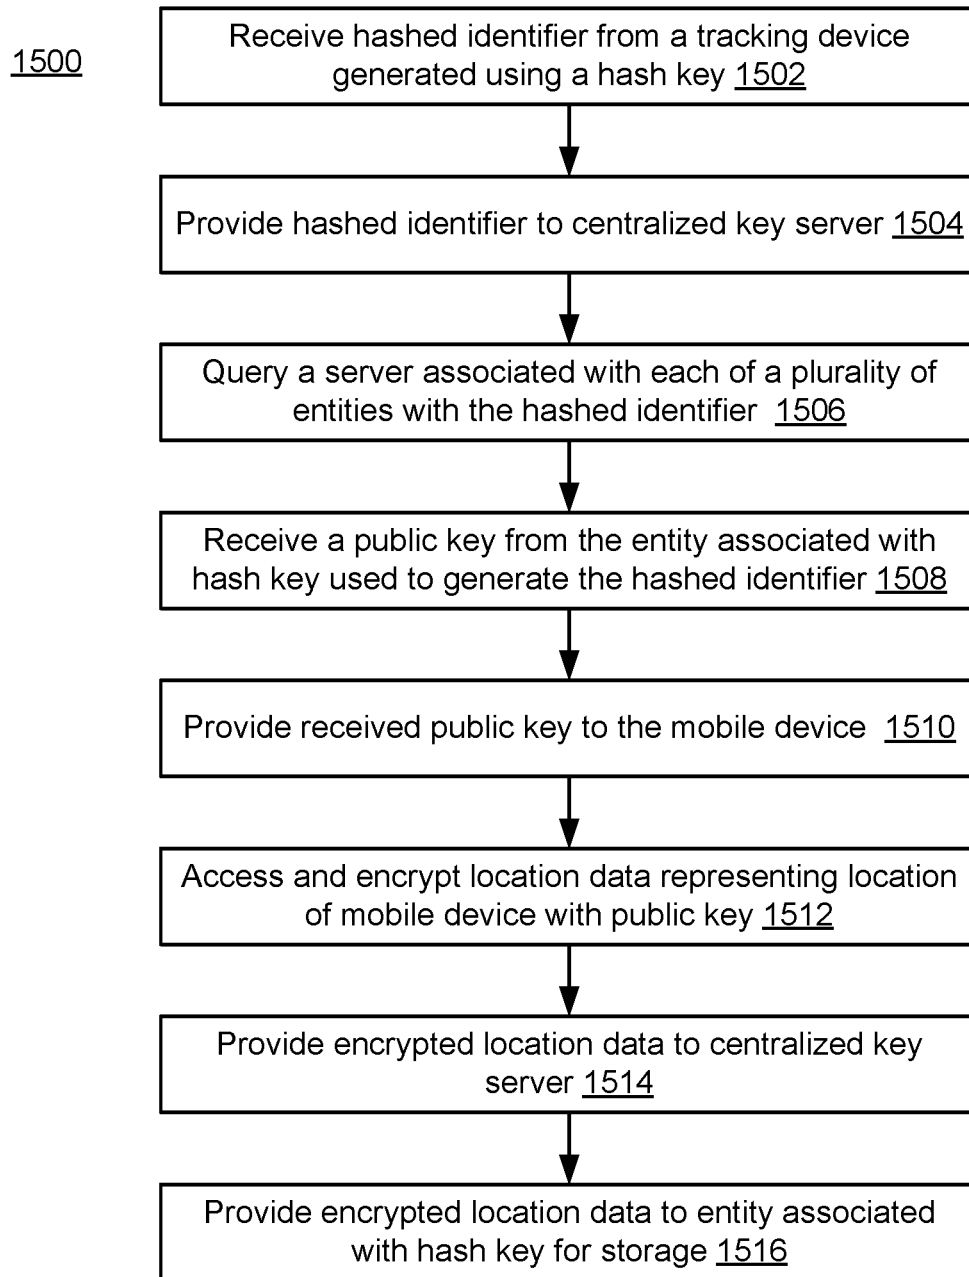 1500
Receive hashed identifier from a tracking device
generated using a hash key 1502
Provide hashed identifier to centralized key server 1504
Query a server associated with each of a plurality of
entities with the hashed identifier 1506
Receive a public key from the entity associated with
hash key used to generate the hashed identifier 1508
Provide received public key to the mobile device 1510
Access and encrypt location data representing location
of mobile device with public key 1512
Provide encrypted location data to centralized key
server 1514
Provide encrypted location data to entity associated
with hash key for storage 1516